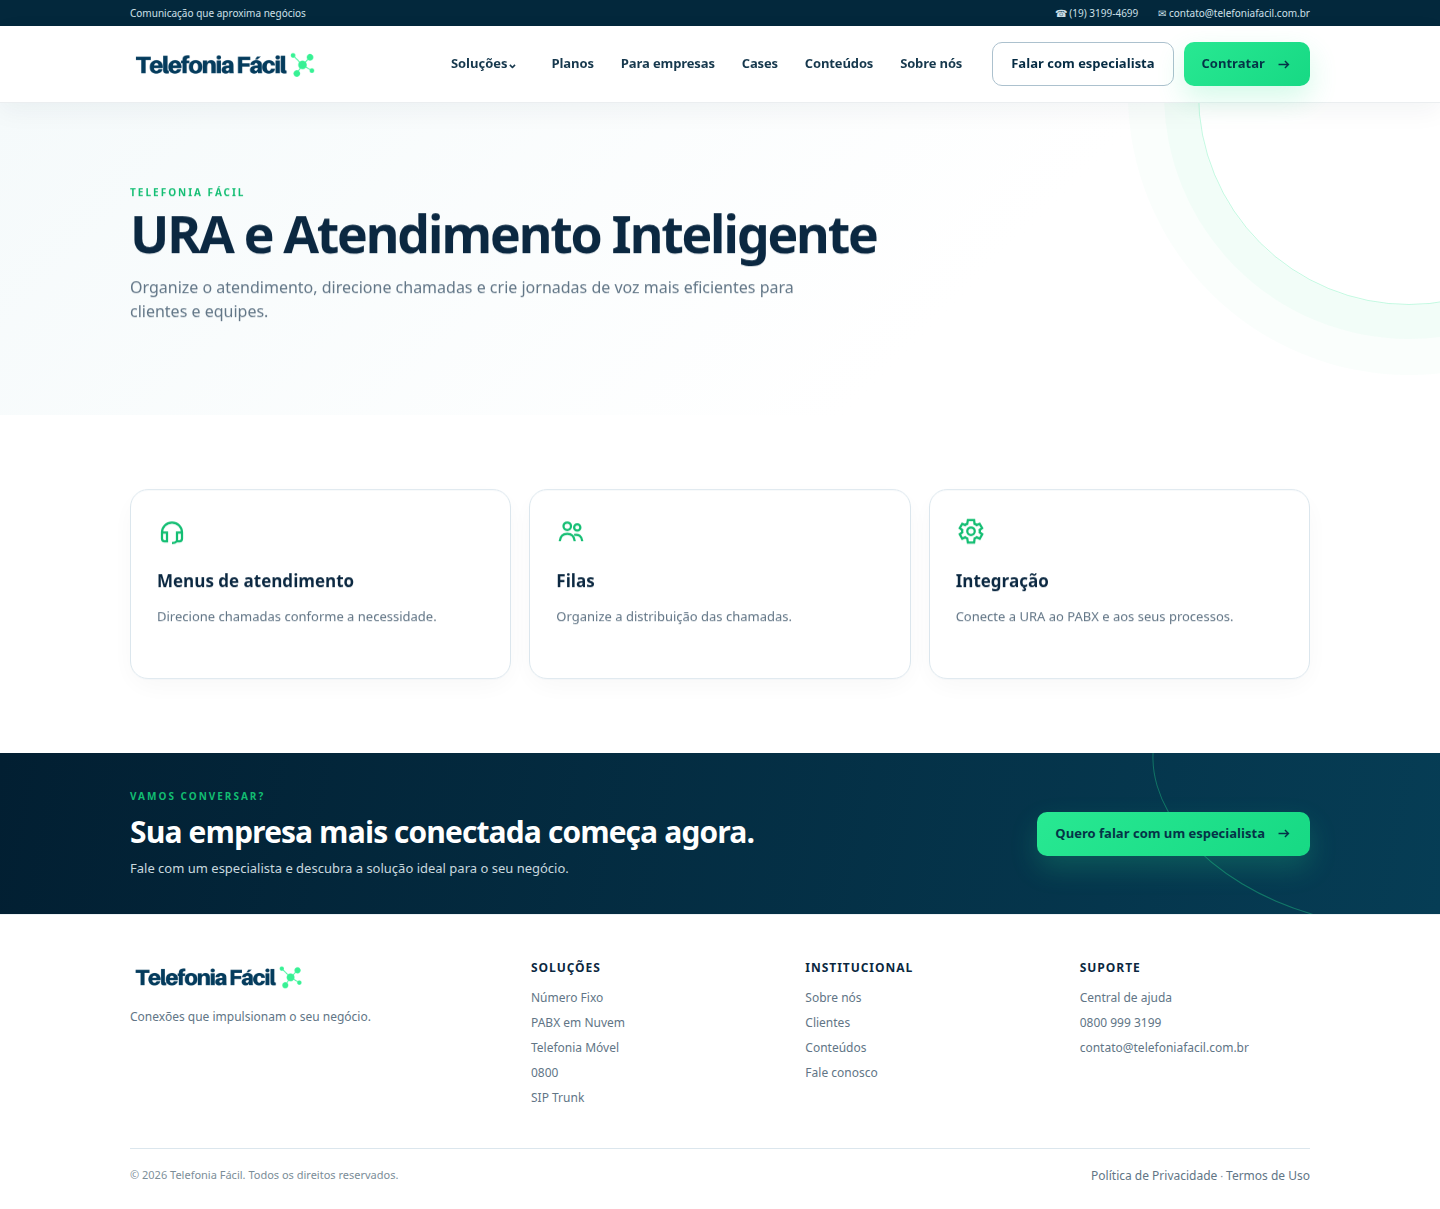 Comunicação que aproxima negócios
☎ (19) 3199-4699 ✉ contato@telefoniafacil.com.br
Telefonia Fácil
Soluções Planos Para empresas Cases Conteúdos Sobre nós Falar com especialista Contratar →
TELEFONIA FÁCIL
URA e Atendimento Inteligente
Organize o atendimento, direcione chamadas e crie jornadas de voz mais eficientes para
clientes e equipes.
Menus de atendimento
Direcione chamadas conforme a necessidade.
Filas
Organize a distribuição das chamadas.
Integração
Conecte a URA ao PABX e aos seus processos.
VAMOS CONVERSAR?
Sua empresa mais conectada começa agora.
Fale com um especialista e descubra a solução ideal para o seu negócio.
Quero falar com um especialista →
Telefonia Fácil
Conexões que impulsionam o seu negócio.
SOLUÇÕES
Número Fixo
PABX em Nuvem
Telefonia Móvel
0800
SIP Trunk
INSTITUCIONAL
Sobre nós
Clientes
Conteúdos
Fale conosco
SUPORTE
Central de ajuda
0800 999 3199
contato@telefoniafacil.com.br
© 2026 Telefonia Fácil. Todos os direitos reservados.
Política de Privacidade · Termos de Uso